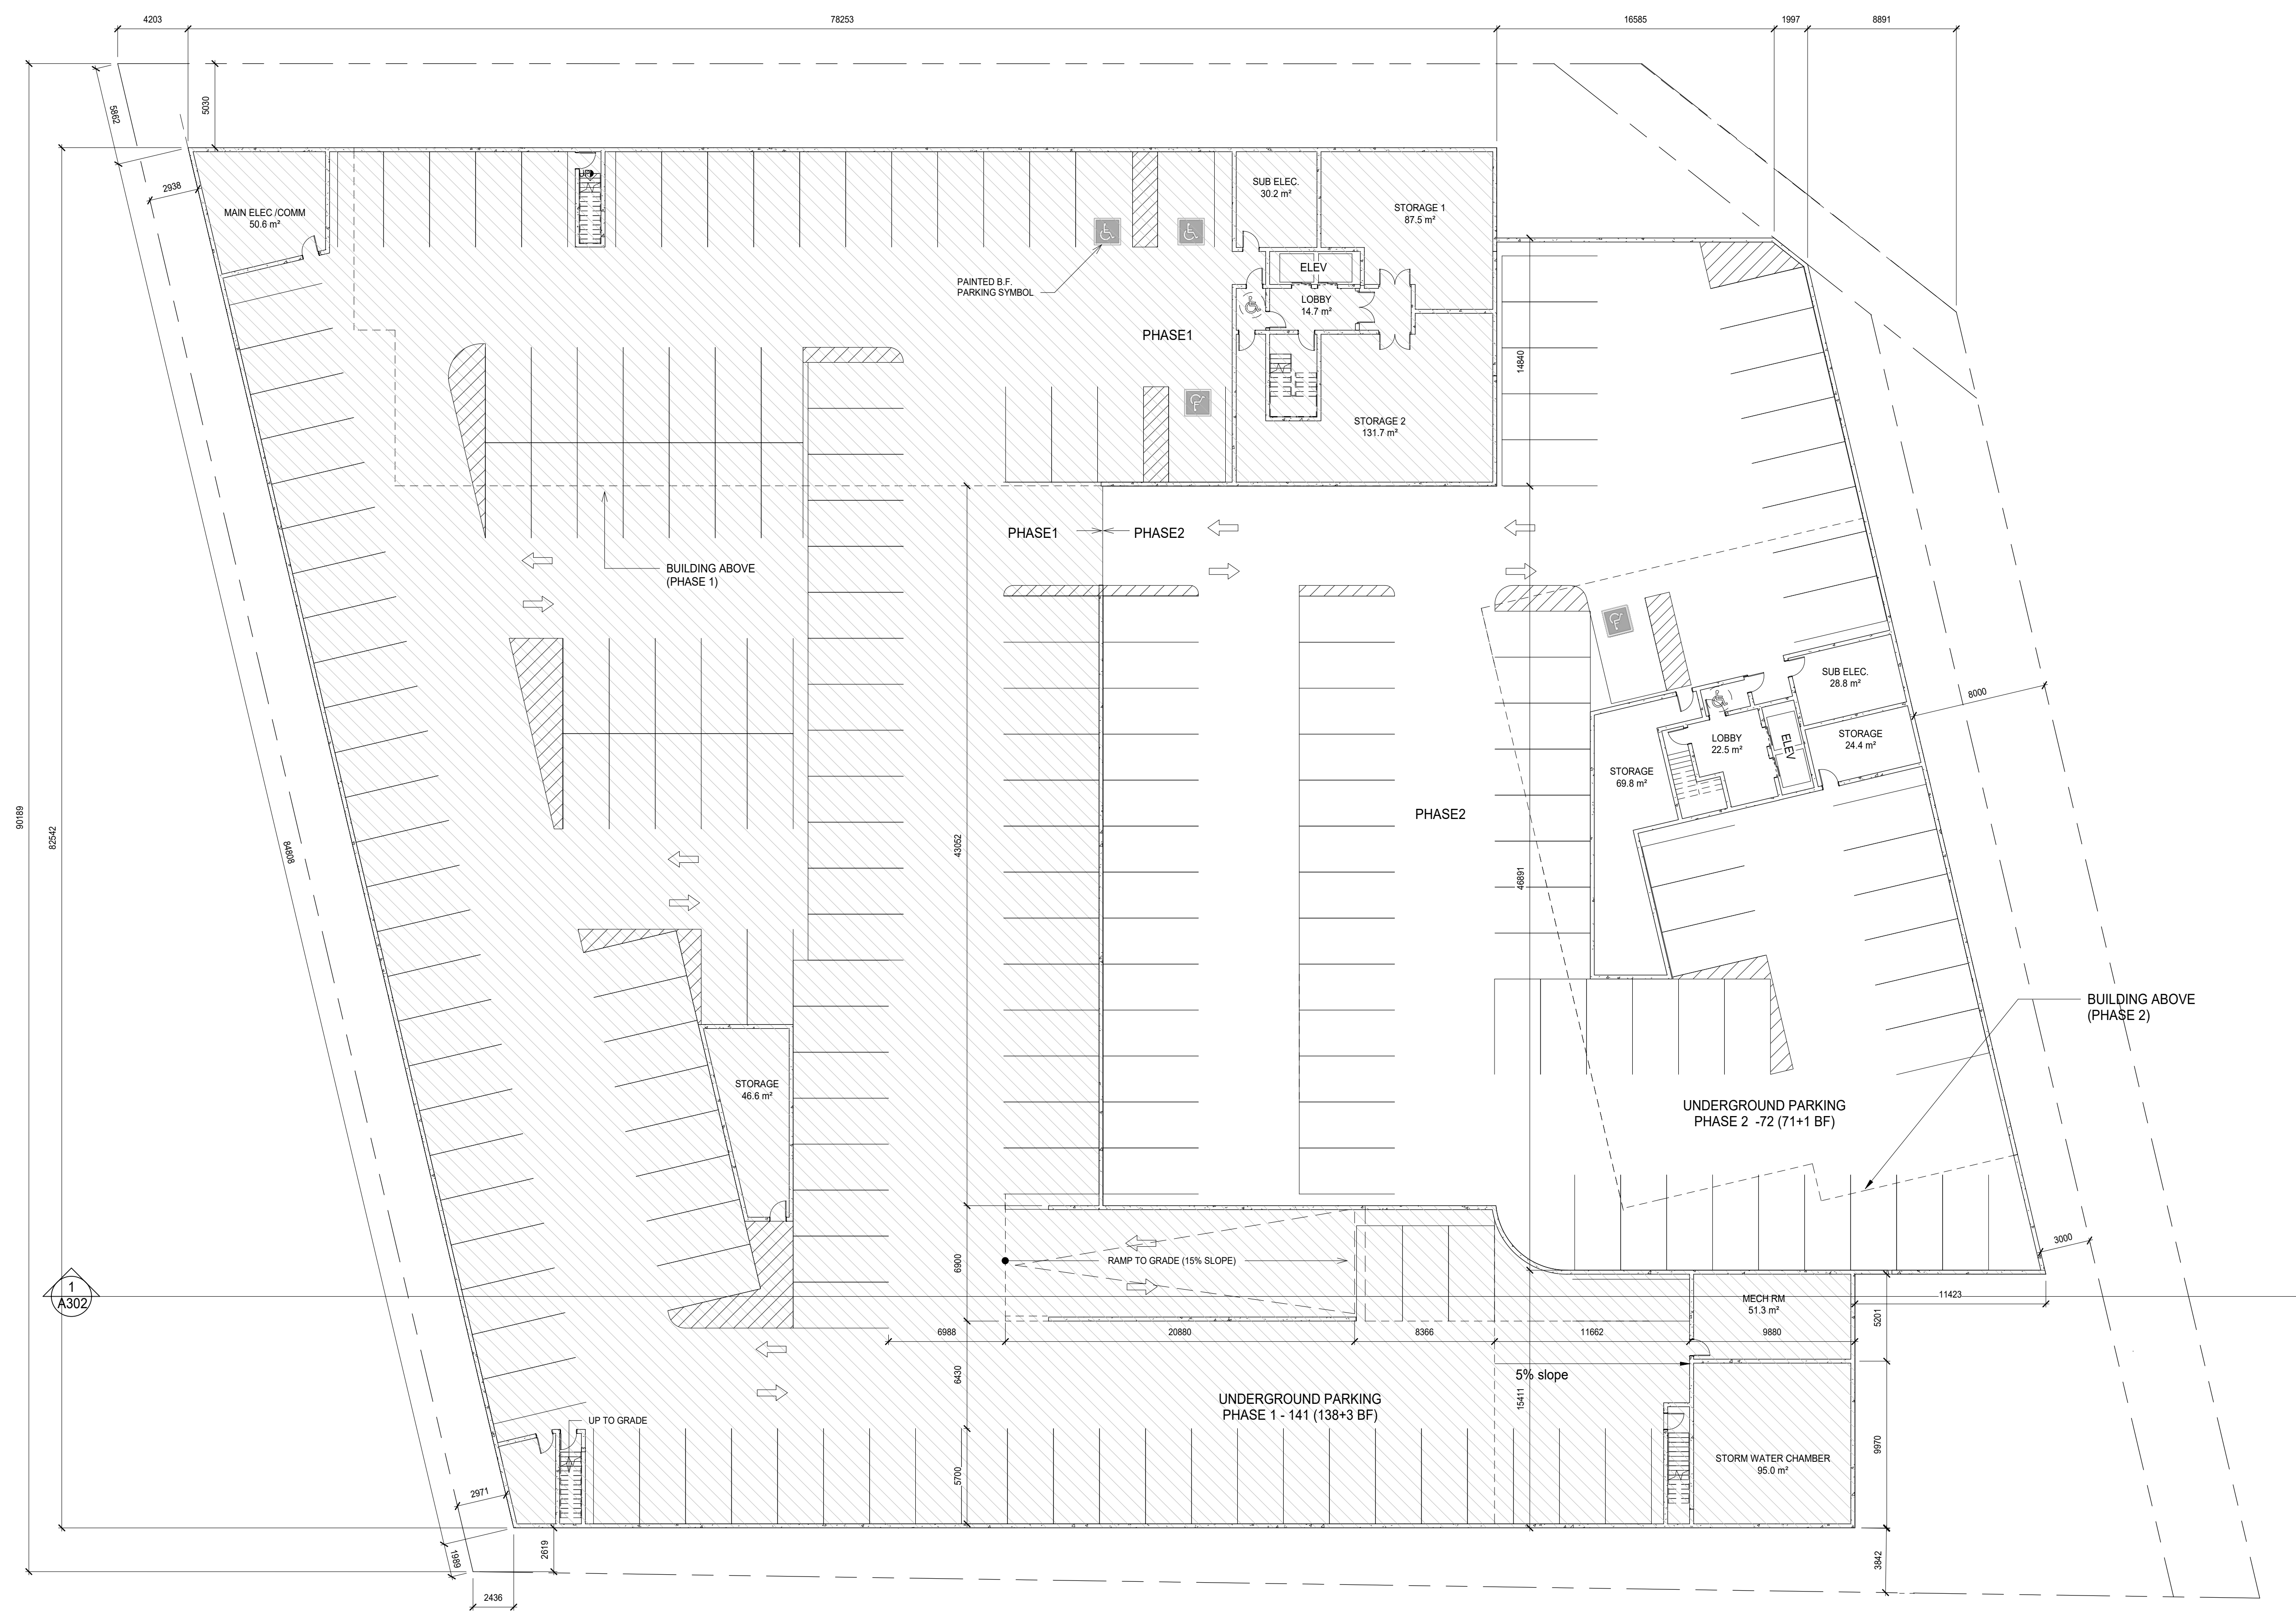 4203
78253
16585
1997
8891
5862
5030
2938
MAIN ELEC /COMM
50.6 m²
UP
SUB ELEC.
30.2 m²
STORAGE 1
87.5 m²
PAINTED B.F.
PARKING SYMBOL
ELEV
LOBBY
14.7 m²
PHASE1
14840
STORAGE 2
131.7 m²
PHASE1
PHASE2
BUILDING ABOVE
(PHASE 1)
SUB ELEC.
28.8 m²
8000
LOBBY
22.5 m²
ELEV
STORAGE
24.4 m²
STORAGE
69.8 m²
PHASE2
90189
82542
84808
43052
46891
BUILDING ABOVE
(PHASE 2)
STORAGE
46.6 m²
UNDERGROUND PARKING
PHASE 2 -72 (71+1 BF)
3000
6900
RAMP TO GRADE (15% SLOPE)
1
A302
MECH RM
51.3 m²
11423
5201
6988
20880
8366
11662
9880
6430
5% slope
15411
UNDERGROUND PARKING
PHASE 1 - 141 (138+3 BF)
UP TO GRADE
5700
STORM WATER CHAMBER
95.0 m²
9970
2971
1989
2619
3842
2436